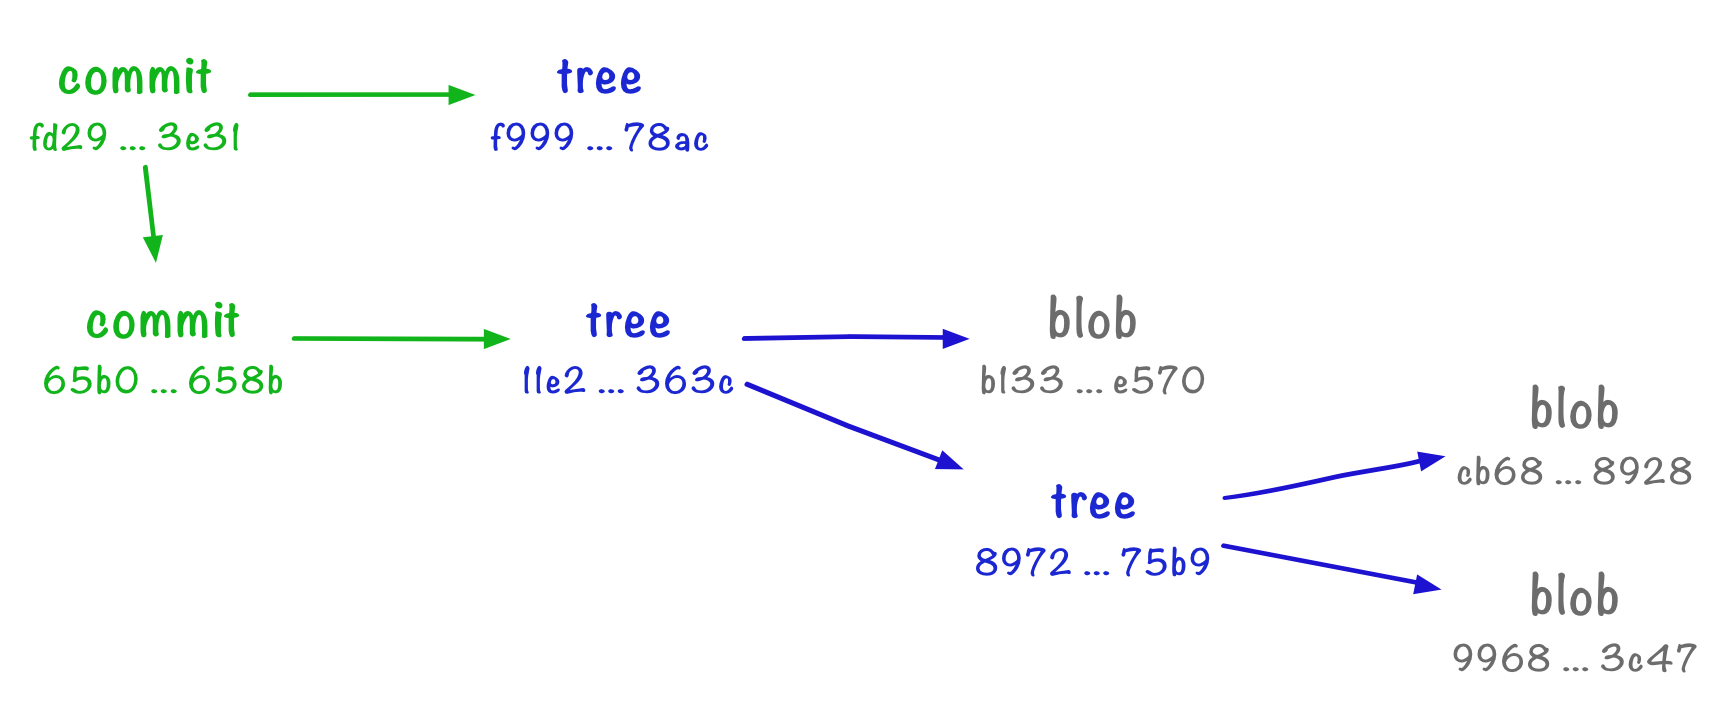 commit
fd29 ... 3e31
tree
f999 ... 78ac
commit
65b0 ... 658b
tree
11e2 ... 363c
blob
b133 ... e570
blob
cb68 ... 8928
tree
8972 ... 75b9
blob
9968 ... 3c47